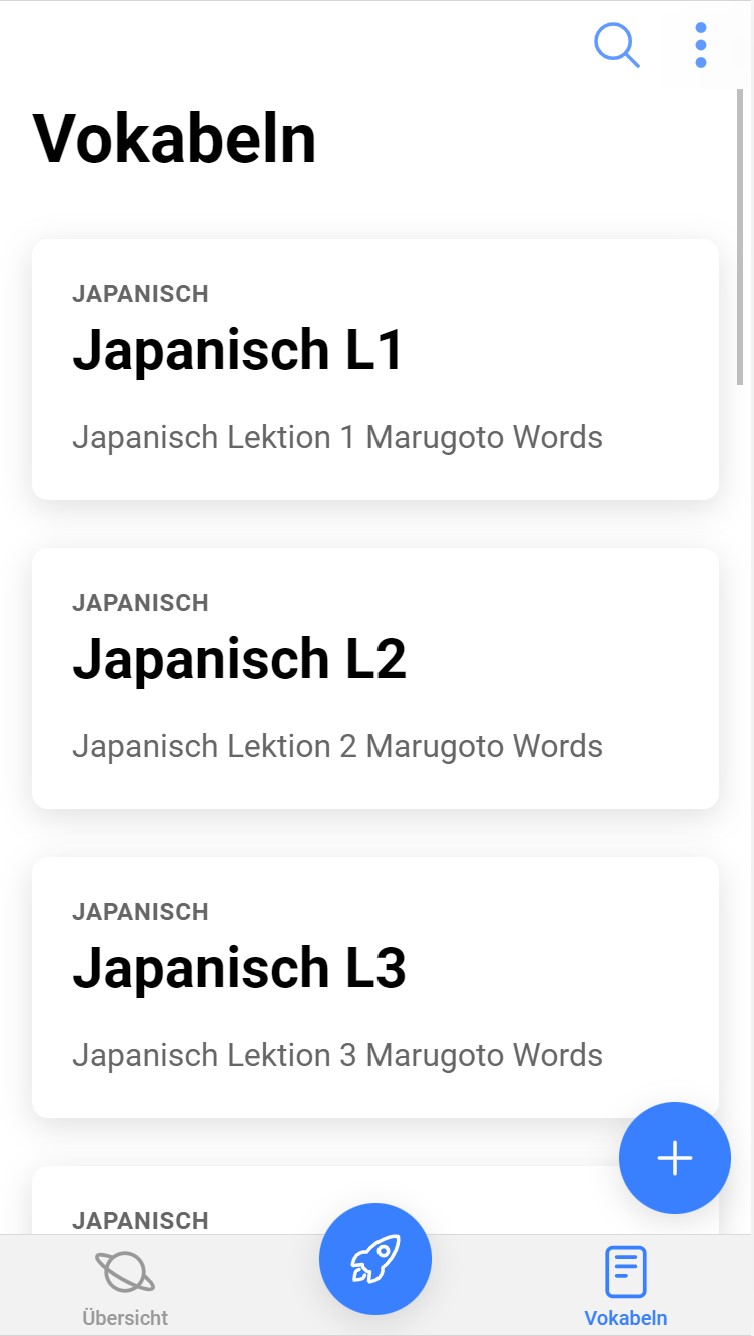 Vokabeln
JAPANISCH
Japanisch L1
Japanisch Lektion 1 Marugoto Words
JAPANISCH
Japanisch L2
Japanisch Lektion 2 Marugoto Words
JAPANISCH
Japanisch L3
Japanisch Lektion 3 Marugoto Words
JAPANISCH
Übersicht
Vokabeln